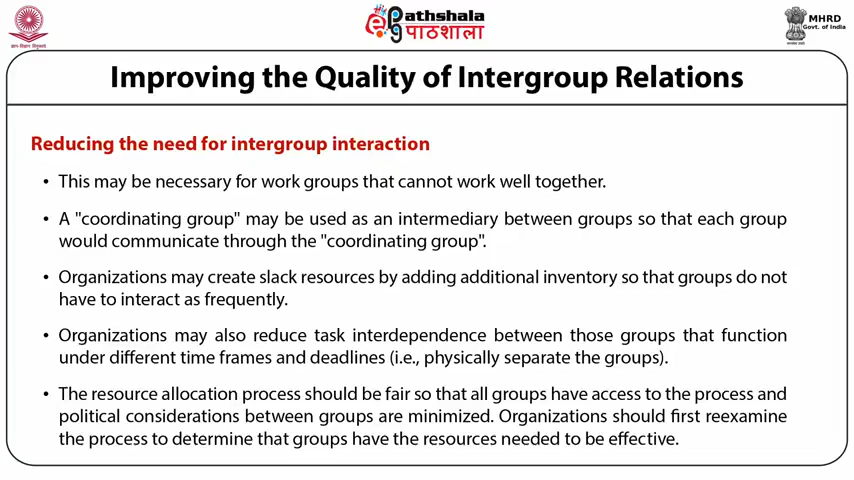 ज्ञान-विज्ञान विमुक्तये
ePathshala
पाठशाला
MHRD
Govt. of India
सत्यमेव जयते
Improving the Quality of Intergroup Relations
Reducing the need for intergroup interaction
• This may be necessary for work groups that cannot work well together.
• A "coordinating group" may be used as an intermediary between groups so that each group
would communicate through the "coordinating group".
• Organizations may create slack resources by adding additional inventory so that groups do not
have to interact as frequently.
• Organizations may also reduce task interdependence between those groups that function
under different time frames and deadlines (i.e., physically separate the groups).
• The resource allocation process should be fair so that all groups have access to the process and
political considerations between groups are minimized. Organizations should first reexamine
the process to determine that groups have the resources needed to be effective.